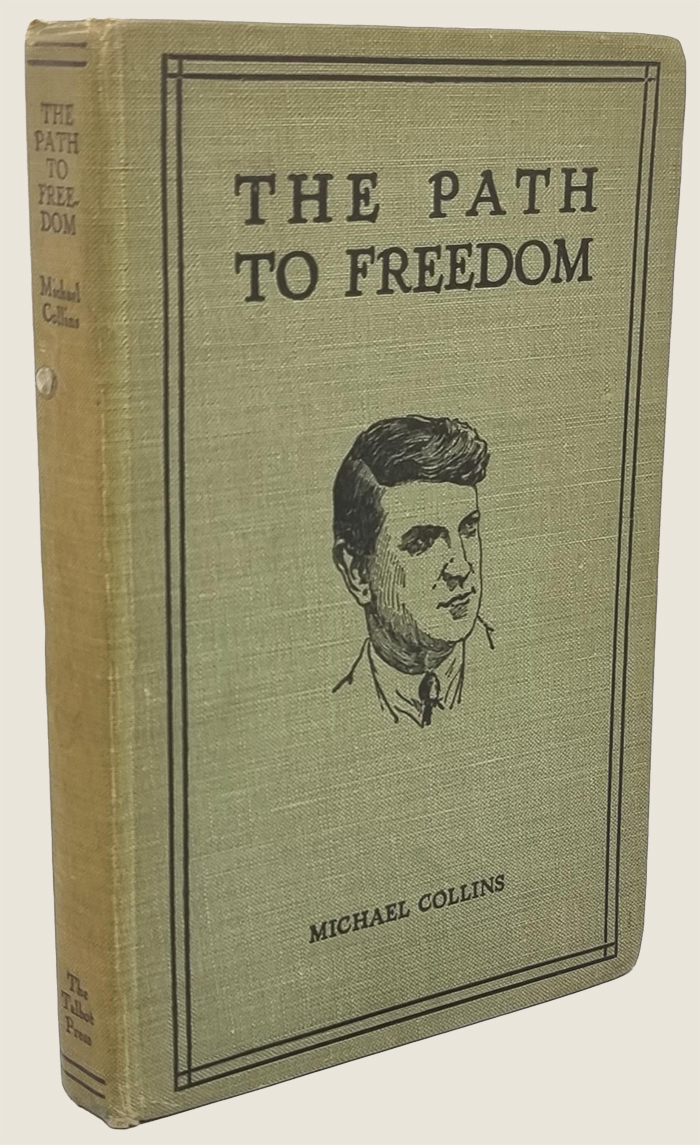 THE
PATH
TO
FREE-
DOM
Michael
Collins
The
Talbot
Press
THE PATH
TO FREEDOM
MICHAEL COLLINS